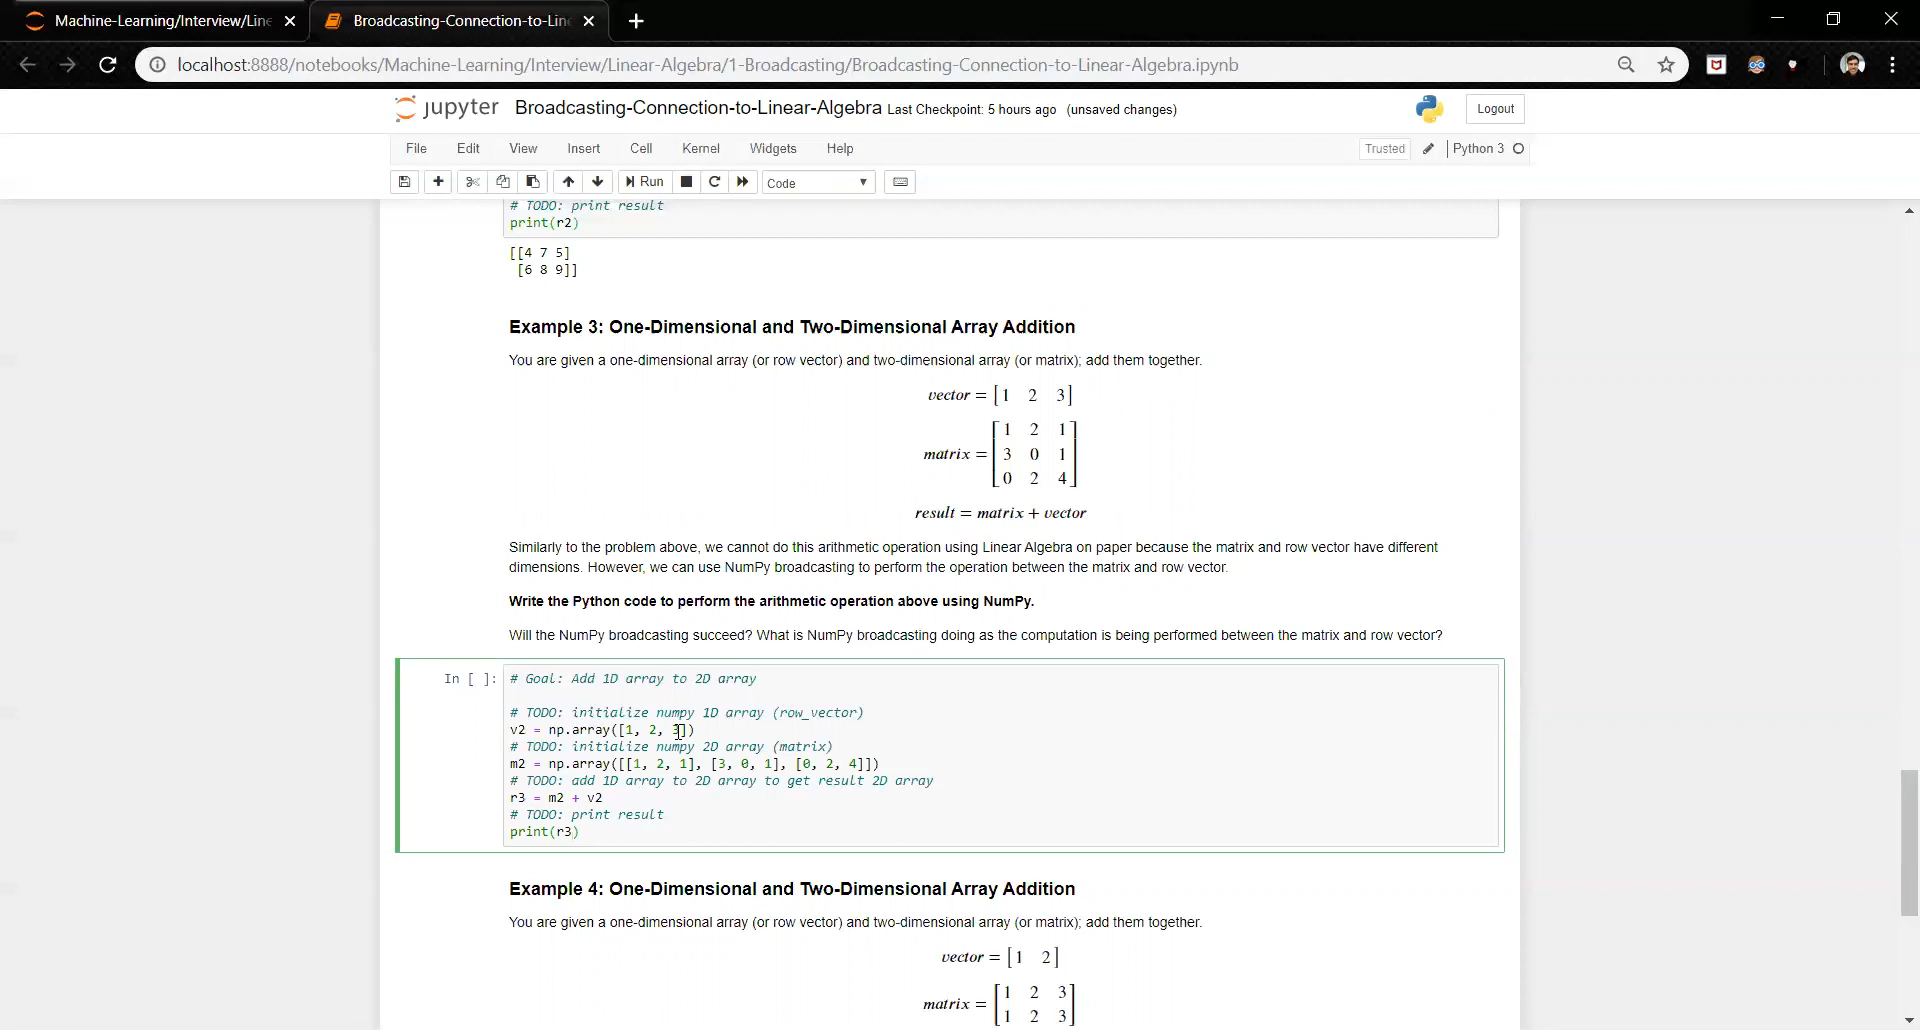 Machine-Learning/Interview/Line
Broadcasting-Connection-to-Line
localhost:8888/notebooks/Machine-Learning/Interview/Linear-Algebra/1-Broadcasting/Broadcasting-Connection-to-Linear-Algebra.ipynb
jupyter Broadcasting-Connection-to-Linear-Algebra Last Checkpoint: 5 hours ago (unsaved changes)
Logout
File Edit View Insert Cell Kernel Widgets Help
Trusted
Python 3
Run
Code
# TODO: print result
print(r2)
[[4 7 5]
[6 8 9]]
Example 3: One-Dimensional and Two-Dimensional Array Addition
You are given a one-dimensional array (or row vector) and two-dimensional array (or matrix); add them together.
vector = [1 2 3]
1 2 1
matrix = 3 0 1
0 2 4
result = matrix + vector
Similarly to the problem above, we cannot do this arithmetic operation using Linear Algebra on paper because the matrix and row vector have different
dimensions. However, we can use NumPy broadcasting to perform the operation between the matrix and row vector.
Write the Python code to perform the arithmetic operation above using NumPy.
Will the NumPy broadcasting succeed? What is NumPy broadcasting doing as the computation is being performed between the matrix and row vector?
In [ ]:
# Goal: Add 1D array to 2D array
# TODO: initialize numpy 1D array (row_vector)
v2 = np.array([1, 2, 3])
# TODO: initialize numpy 2D array (matrix)
m2 = np.array([[1, 2, 1], [3, 0, 1], [0, 2, 4]])
# TODO: add 1D array to 2D array to get result 2D array
r3 = m2 + v2
# TODO: print result
print(r3)
Example 4: One-Dimensional and Two-Dimensional Array Addition
You are given a one-dimensional array (or row vector) and two-dimensional array (or matrix); add them together.
vector = [1 2]
1 2 3
matrix =
1 2 3